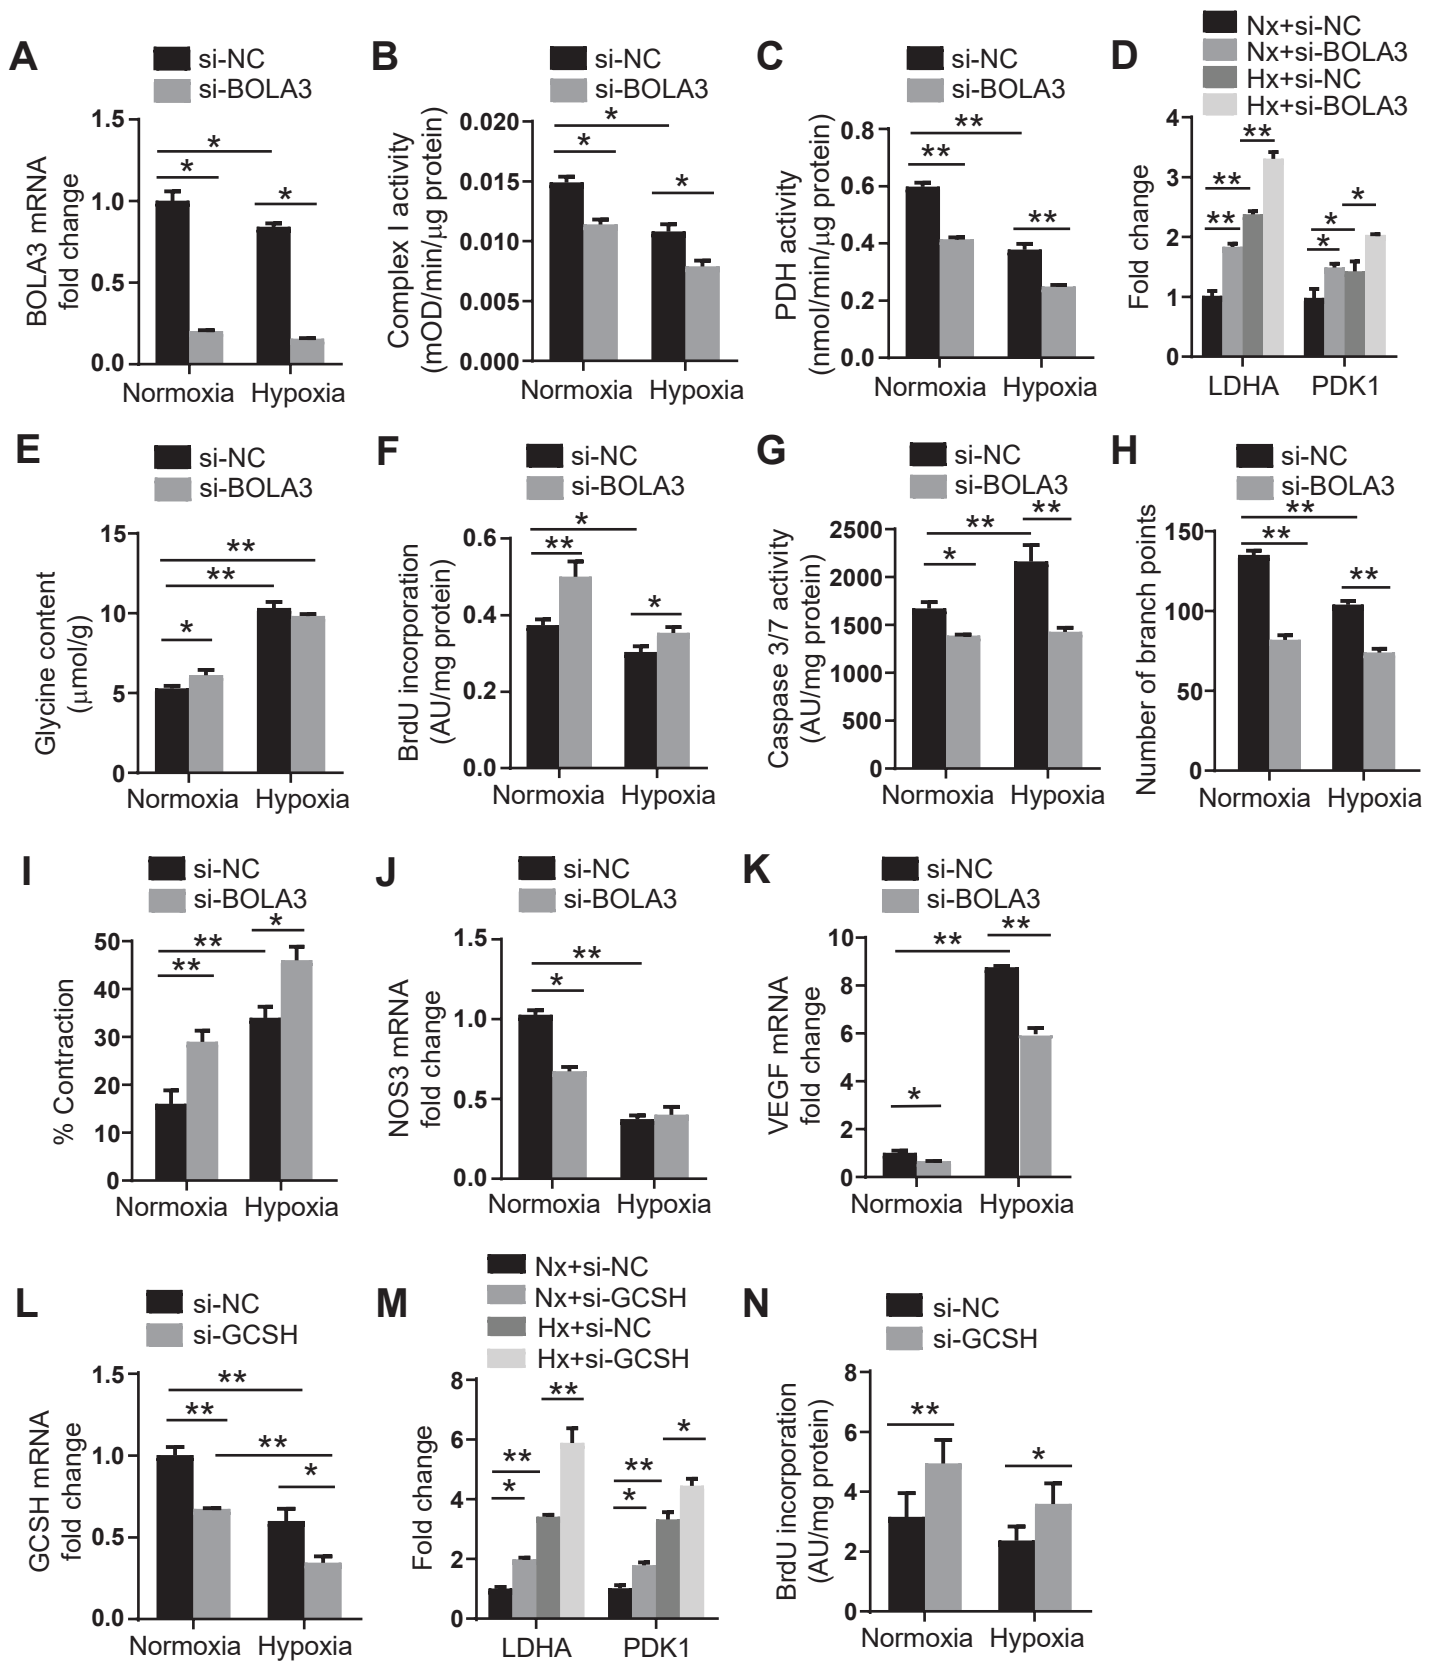 A
si-NC
si-BOLA3
BOLA3 mRNA
fold change
1.5
1.0
0.5
0.0
*
*
*
Normoxia
Hypoxia
B
si-NC
si-BOLA3
Complex I activity
(mOD/min/μg protein)
0.020
0.015
0.010
0.005
0.000
*
*
*
Normoxia
Hypoxia
C
si-NC
si-BOLA3
PDH activity
(nmol/min/μg protein)
0.8
0.6
0.4
0.2
0.0
**
**
**
Normoxia
Hypoxia
D
Nx+si-NC
Nx+si-BOLA3
Hx+si-NC
Hx+si-BOLA3
Fold change
4
3
2
1
0
**
**
**
*
*
*
LDHA
PDK1
E
si-NC
si-BOLA3
Glycine content
(μmol/g)
15
10
5
0
**
**
*
Normoxia
Hypoxia
F
si-NC
si-BOLA3
BrdU incorporation
(AU/mg protein)
0.6
0.4
0.2
0.0
*
**
*
Normoxia
Hypoxia
G
si-NC
si-BOLA3
Caspase 3/7 activity
(AU/mg protein)
2500
2000
1500
1000
500
0
**
**
*
Normoxia
Hypoxia
H
si-NC
si-BOLA3
Number of branch points
150
100
50
0
**
**
**
Normoxia
Hypoxia
I
si-NC
si-BOLA3
% Contraction
50
40
30
20
10
0
*
**
**
Normoxia
Hypoxia
J
si-NC
si-BOLA3
NOS3 mRNA
fold change
1.5
1.0
0.5
0.0
**
*
Normoxia
Hypoxia
K
si-NC
si-BOLA3
VEGF mRNA
fold change
10
8
6
4
2
0
**
**
*
Normoxia
Hypoxia
L
si-NC
si-GCSH
GCSH mRNA
fold change
1.5
1.0
0.5
0.0
**
**
**
*
Normoxia
Hypoxia
M
Nx+si-NC
Nx+si-GCSH
Hx+si-NC
Hx+si-GCSH
Fold change
8
6
4
2
0
**
**
*
*
**
*
LDHA
PDK1
N
si-NC
si-GCSH
BrdU incorporation
(AU/mg protein)
8
6
4
2
0
**
*
Normoxia
Hypoxia